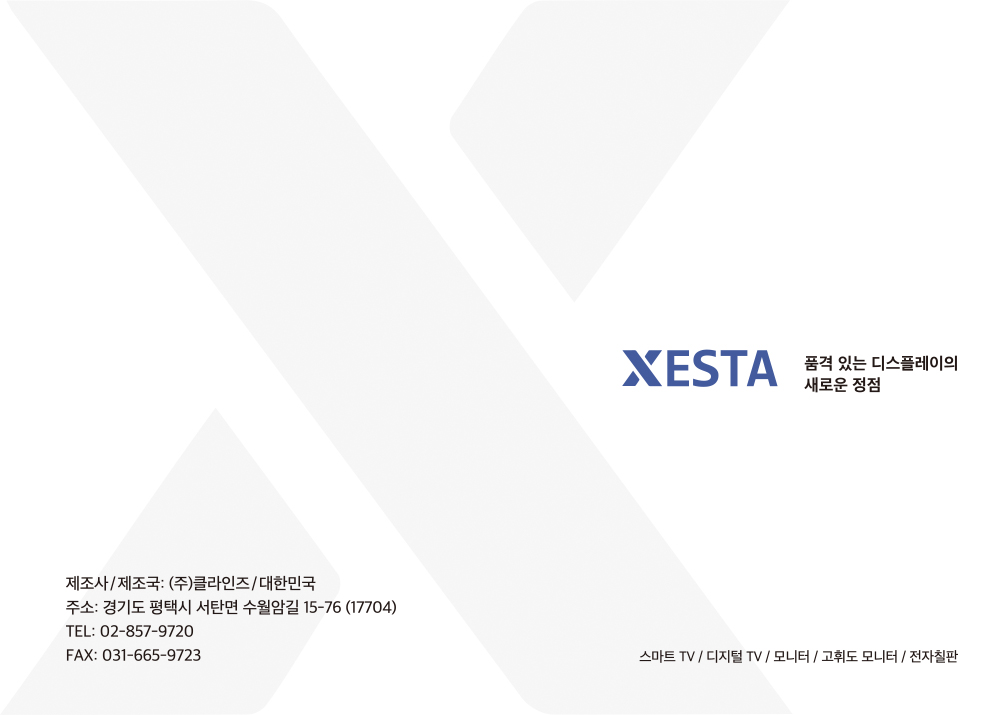 XESTA
품격 있는 디스플레이의
새로운 정점
제조사/제조국: (주)클라인즈/대한민국
주소: 경기도 평택시 서탄면 수월암길 15-76 (17704)
TEL: 02-857-9720
FAX: 031-665-9723
스마트 TV / 디지털 TV / 모니터 / 고휘도 모니터 / 전자칠판